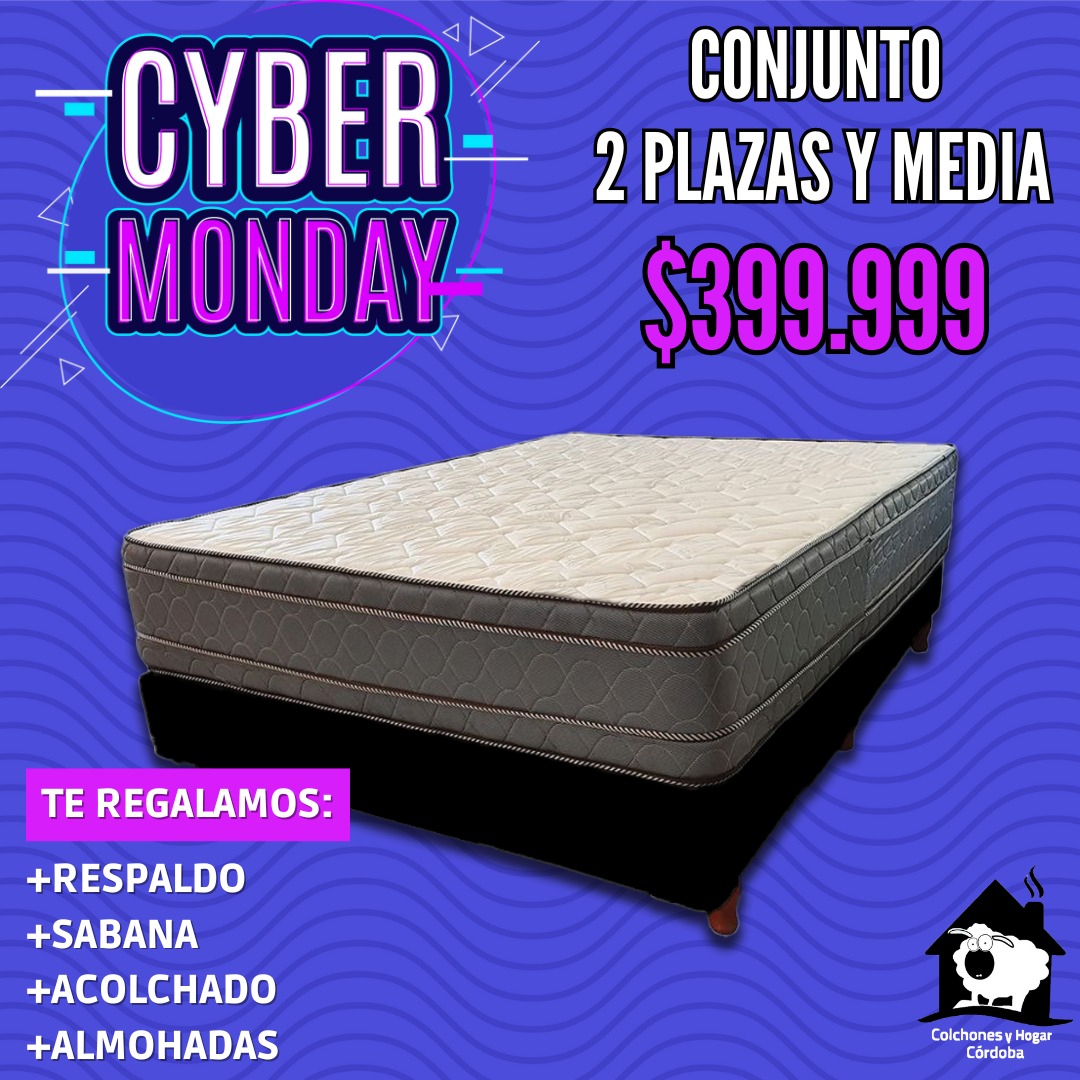 CYBER
MONDAY
CONJUNTO
2 PLAZAS Y MEDIA
$399.999
TE REGALAMOS:
+RESPALDO
+SABANA
+ACOLCHADO
+ALMOHADAS
Colchones y Hogar
Córdoba